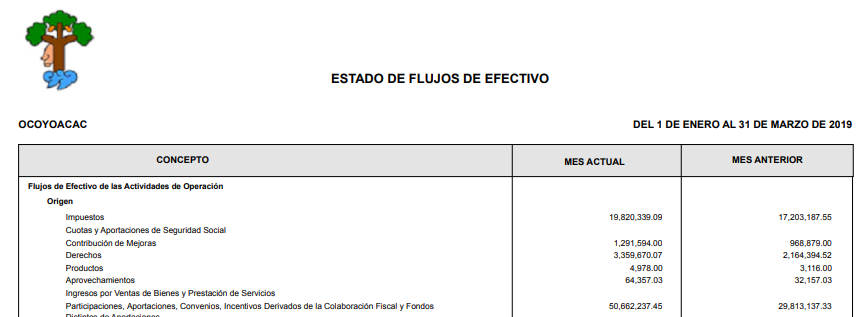 ESTADO DE FLUJOS DE EFECTIVO
OCOYOACAC DEL 1 DE ENERO AL 31 DE MARZO DE 2019
CONCEPTO MES ACTUAL MES ANTERIOR
Flujos de Efectivo de las Actividades de Operación
Origen
Impuestos 19,820,339.09 17,203,187.55
Cuotas y Aportaciones de Seguridad Social
Contribución de Mejoras 1,291,594.00 968,879.00
Derechos 3,359,670.07 2,164,394.52
Productos 4,978.00 3,116.00
Aprovechamientos 64,357.03 32,157.03
Ingresos por Ventas de Bienes y Prestación de Servicios
Participaciones, Aportaciones, Convenios, Incentivos Derivados de la Colaboración Fiscal y Fondos 50,662,237.45 29,813,137.33
Distintos de Aportaciones